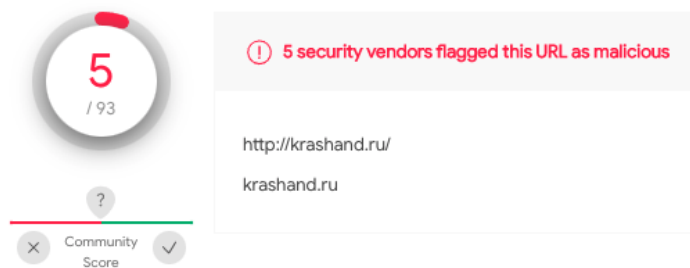 5
/ 93
?
Community
Score
5 security vendors flagged this URL as malicious
http://krashand.ru/
krashand.ru